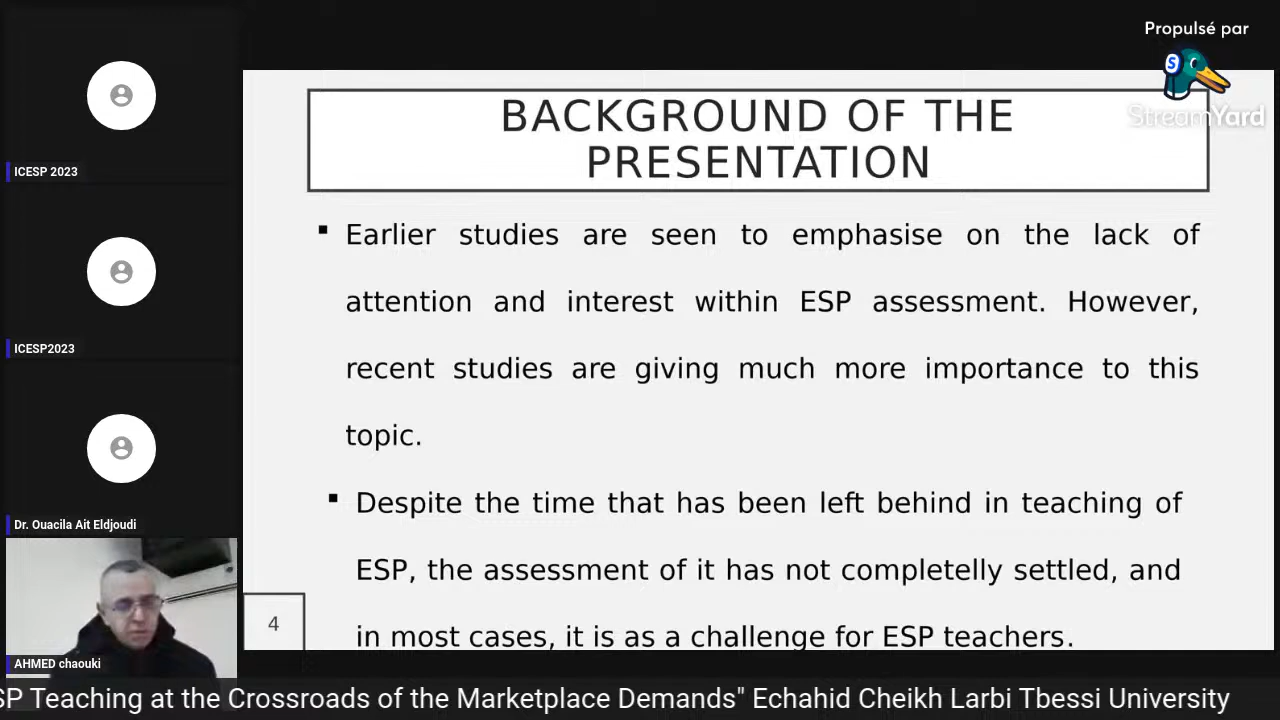 Propulsé par
StreamYard
ICESP 2023
ICESP2023
Dr. Ouacila Ait Eldjoudi
AHMED chaouki
BACKGROUND OF THE
PRESENTATION
Earlier studies are seen to emphasise on the lack of
attention and interest within ESP assessment. However,
recent studies are giving much more importance to this
topic.
Despite the time that has been left behind in teaching of
ESP, the assessment of it has not completelly settled, and
in most cases, it is as a challenge for ESP teachers.
4
SP Teaching at the Crossroads of the Marketplace Demands" Echahid Cheikh Larbi Tbessi University